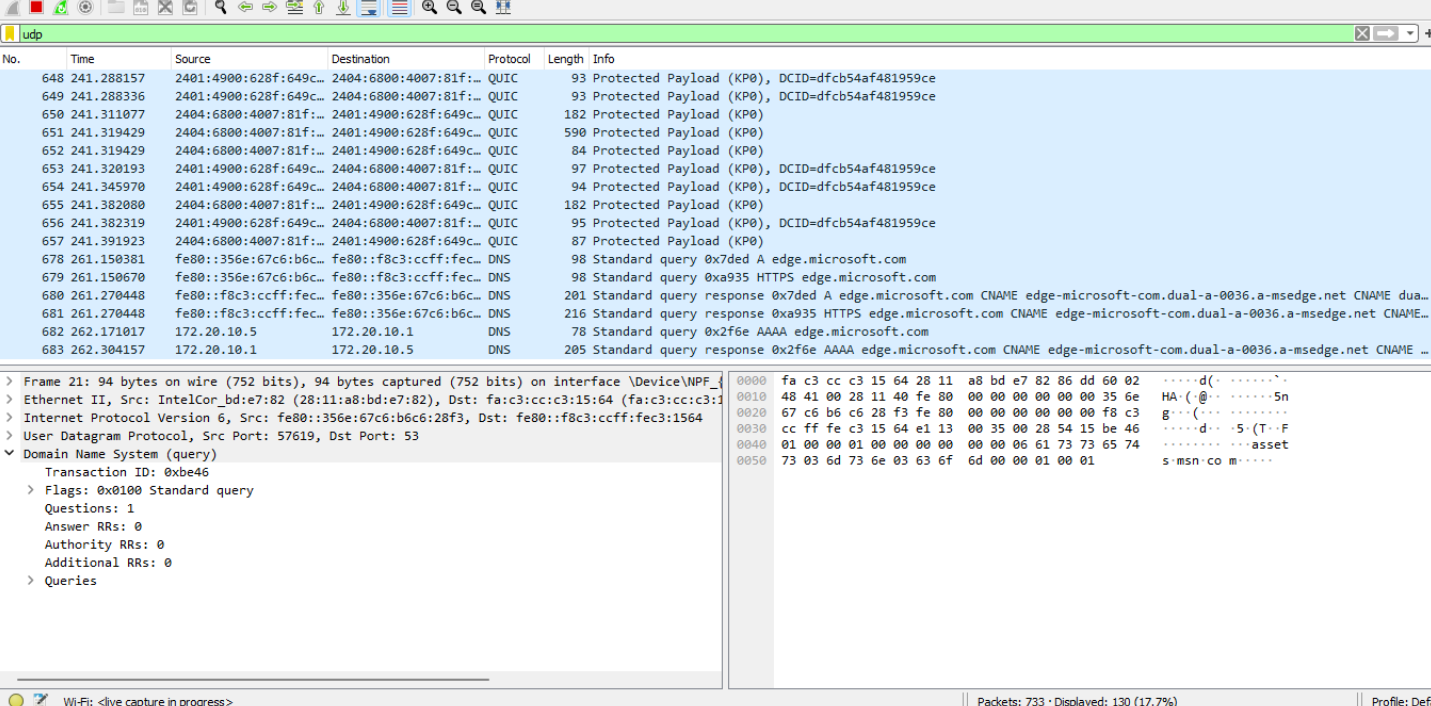 udp
No. Time Source Destination Protocol Length Info
648 241.288157 2401:4900:628f:649c… 2404:6800:4007:81f:… QUIC 93 Protected Payload (KP0), DCID=dfcb54af481959ce
649 241.288336 2401:4900:628f:649c… 2404:6800:4007:81f:… QUIC 93 Protected Payload (KP0), DCID=dfcb54af481959ce
650 241.311077 2404:6800:4007:81f:… 2401:4900:628f:649c… QUIC 182 Protected Payload (KP0)
651 241.319429 2404:6800:4007:81f:… 2401:4900:628f:649c… QUIC 590 Protected Payload (KP0)
652 241.319429 2404:6800:4007:81f:… 2401:4900:628f:649c… QUIC 84 Protected Payload (KP0)
653 241.320193 2401:4900:628f:649c… 2404:6800:4007:81f:… QUIC 97 Protected Payload (KP0), DCID=dfcb54af481959ce
654 241.345970 2401:4900:628f:649c… 2404:6800:4007:81f:… QUIC 94 Protected Payload (KP0), DCID=dfcb54af481959ce
655 241.382080 2404:6800:4007:81f:… 2401:4900:628f:649c… QUIC 182 Protected Payload (KP0)
656 241.382319 2401:4900:628f:649c… 2404:6800:4007:81f:… QUIC 95 Protected Payload (KP0), DCID=dfcb54af481959ce
657 241.391923 2404:6800:4007:81f:… 2401:4900:628f:649c… QUIC 87 Protected Payload (KP0)
678 261.150381 fe80::356e:67c6:b6c… fe80::f8c3:ccff:fec… DNS 98 Standard query 0x7ded A edge.microsoft.com
679 261.150670 fe80::356e:67c6:b6c… fe80::f8c3:ccff:fec… DNS 98 Standard query 0xa935 HTTPS edge.microsoft.com
680 261.270448 fe80::f8c3:ccff:fec… fe80::356e:67c6:b6c… DNS 201 Standard query response 0x7ded A edge.microsoft.com CNAME edge-microsoft-com.dual-a-0036.a-msedge.net CNAME dua…
681 261.270448 fe80::f8c3:ccff:fec… fe80::356e:67c6:b6c… DNS 216 Standard query response 0xa935 HTTPS edge.microsoft.com CNAME edge-microsoft-com.dual-a-0036.a-msedge.net CNAME…
682 262.171017 172.20.10.5 172.20.10.1 DNS 78 Standard query 0x2f6e AAAA edge.microsoft.com
683 262.304157 172.20.10.1 172.20.10.5 DNS 205 Standard query response 0x2f6e AAAA edge.microsoft.com CNAME edge-microsoft-com.dual-a-0036.a-msedge.net CNAME …
Frame 21: 94 bytes on wire (752 bits), 94 bytes captured (752 bits) on interface \Device\NPF_{
Ethernet II, Src: IntelCor_bd:e7:82 (28:11:a8:bd:e7:82), Dst: fa:c3:cc:c3:15:64 (fa:c3:cc:c3:1
Internet Protocol Version 6, Src: fe80::356e:67c6:b6c6:28f3, Dst: fe80::f8c3:ccff:fec3:1564
User Datagram Protocol, Src Port: 57619, Dst Port: 53
Domain Name System (query)
Transaction ID: 0xbe46
Flags: 0x0100 Standard query
Questions: 1
Answer RRs: 0
Authority RRs: 0
Additional RRs: 0
Queries
0000 fa c3 cc c3 15 64 28 11 a8 bd e7 82 86 dd 60 02 ·····d(· ······`·
0010 48 41 00 28 11 40 fe 80 00 00 00 00 00 00 35 6e HA·(·@·· ······5n
0020 67 c6 b6 c6 28 f3 fe 80 00 00 00 00 00 00 f8 c3 g···(··· ········
0030 cc ff fe c3 15 64 e1 13 00 35 00 28 54 15 be 46 ·····d·· ·5·(T··F
0040 01 00 00 01 00 00 00 00 00 00 06 61 73 73 65 74 ········ ···asset
0050 73 03 6d 73 6e 03 63 6f 6d 00 00 01 00 01 s·msn·co m·····
Wi-Fi: <live capture in progress>
Packets: 733 · Displayed: 130 (17.7%)
Profile: Def